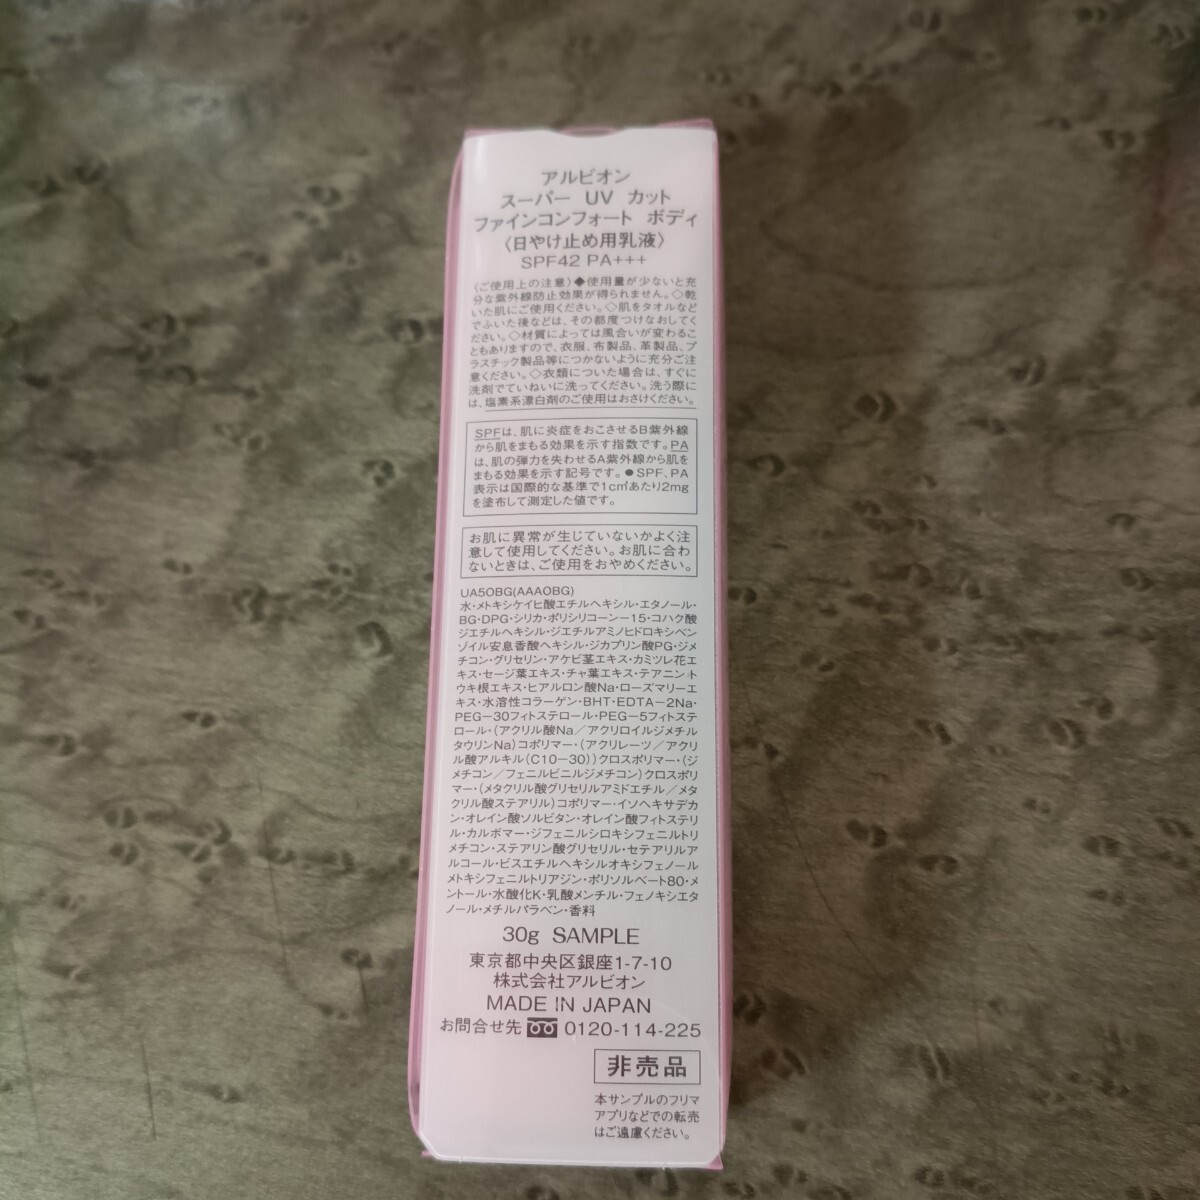 アルビオン
スーパー UV カット
ファインコンフォート ボディ
〈日やけ止め用乳液〉
SPF42 PA+++
〈ご使用上の注意〉◆使用量が少ないと充
分な紫外線防止効果が得られません。◇乾
いた肌にご使用ください。◇肌をタオルなど
でふいた後などは、その都度つけなおしてく
ださい。◇材質によっては風合いが変わるこ
ともありますので、衣服、布製品、革製品、プ
ラスチック製品等につかないように充分ご注
意ください。◇衣類についた場合は、すぐに
洗剤でていねいに洗ってください。洗う際に
は、塩素系漂白剤のご使用はおさけください。
SPFは、肌に炎症をおこさせるB紫外線
から肌をまもる効果を示す指数です。PA
は、肌の弾力を失わせるA紫外線から肌を
まもる効果を示す記号です。●SPF、PA
表示は国際的な基準で1c㎡あたり2mg
を塗布して測定した値です。
お肌に異常が生じていないかよく注
意して使用してください。お肌に合わ
ないときは、ご使用をおやめください。
UA5OBG(AAAOBG)
水・メトキシケイヒ酸エチルヘキシル・エタノール・
BG・DPG・シリカ・ポリシリコーン－15・コハク酸
ジエチルヘキシル・ジエチルアミノヒドロキシベン
ゾイル安息香酸ヘキシル・ジカプリン酸PG・ジメ
チコン・グリセリン・アケビ茎エキス・カミツレ花エ
キス・セージ葉エキス・チャ葉エキス・テアニン・ト
ウキ根エキス・ヒアルロン酸Na・ローズマリーエ
キス・水溶性コラーゲン・BHT・EDTA－2Na・
PEG－30フィトステロール・PEG－5フィトステ
ロール・(アクリル酸Na／アクリロイルジメチル
タウリンNa)コポリマー・(アクリレーツ／アクリ
ル酸アルキル(C10－30))クロスポリマー・(ジ
メチコン／フェニルビニルジメチコン)クロスポリ
マー・(メタクリル酸グリセリルアミドエチル／メタ
クリル酸ステアリル)コポリマー・イソヘキサデカ
ン・オレイン酸ソルビタン・オレイン酸フィトステリ
ル・カルボマー・ジフェニルシロキシフェニルトリ
メチコン・ステアリン酸グリセリル・セテアリルア
ルコール・ビスエチルヘキシルオキシフェノール
メトキシフェニルトリアジン・ポリソルベート80・メ
ントール・水酸化K・乳酸メンチル・フェノキシエタ
ノール・メチルパラベン・香料
30g SAMPLE
東京都中央区銀座1-7-10
株式会社アルビオン
MADE IN JAPAN
お問合せ先 0120-114-225
非売品
本サンプルのフリマ
アプリなどでの転売
はご遠慮ください。